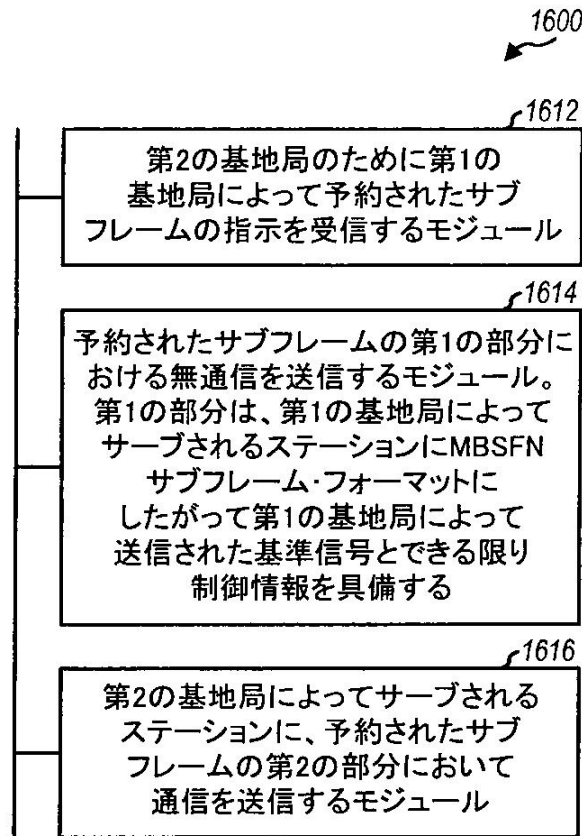 1600
1612
第2の基地局のために第1の
基地局によって予約されたサブ
フレームの指示を受信するモジュール
1614
予約されたサブフレームの第1の部分に
おける無通信を送信するモジュール。
第1の部分は、第1の基地局によって
サーブされるステーションにMBSFN
サブフレーム・フォーマットに
したがって第1の基地局によって
送信された基準信号とできる限り
制御情報を具備する
1616
第2の基地局によってサーブされる
ステーションに、予約されたサブ
フレームの第2の部分において
通信を送信するモジュール